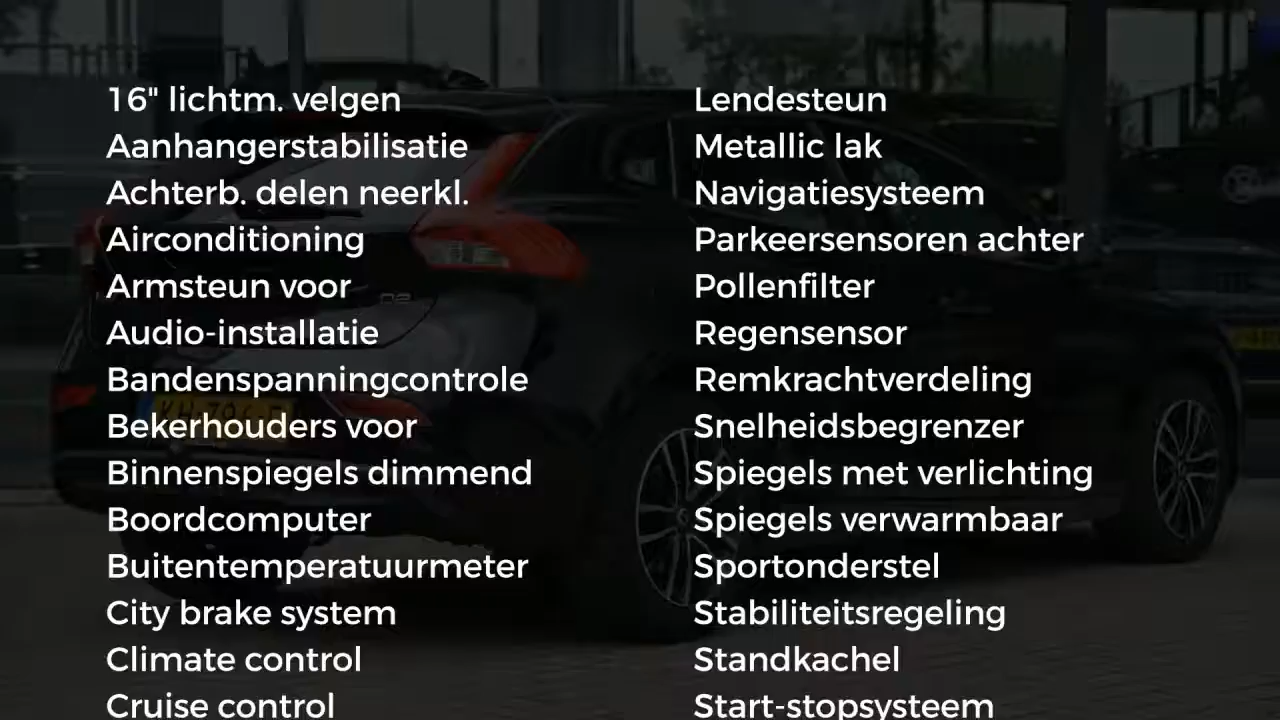 16" lichtm. velgen
Aanhangerstabilisatie
Achterb. delen neerkl.
Airconditioning
Armsteun voor
Audio-installatie
Bandenspanningcontrole
Bekerhouders voor
Binnenspiegels dimmend
Boordcomputer
Buitentemperatuurmeter
City brake system
Climate control
Cruise control
Lendesteun
Metallic lak
Navigatiesysteem
Parkeersensoren achter
Pollenfilter
Regensensor
Remkrachtverdeling
Snelheidsbegrenzer
Spiegels met verlichting
Spiegels verwarmbaar
Sportonderstel
Stabiliteitsregeling
Standkachel
Start-stopsysteem
D2